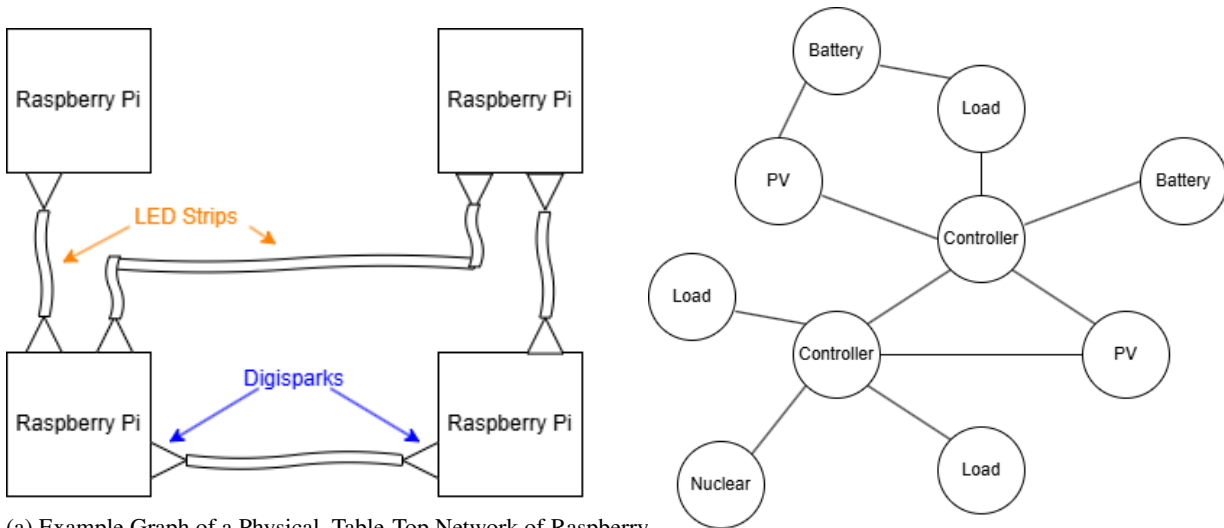 Raspberry Pi
Raspberry Pi
LED Strips
Digisparks
Raspberry Pi
Raspberry Pi
(a) Example Graph of a Physical, Table-Top Network of Raspberry
Battery
Load
PV
Battery
Controller
Load
Controller
PV
Nuclear
Load